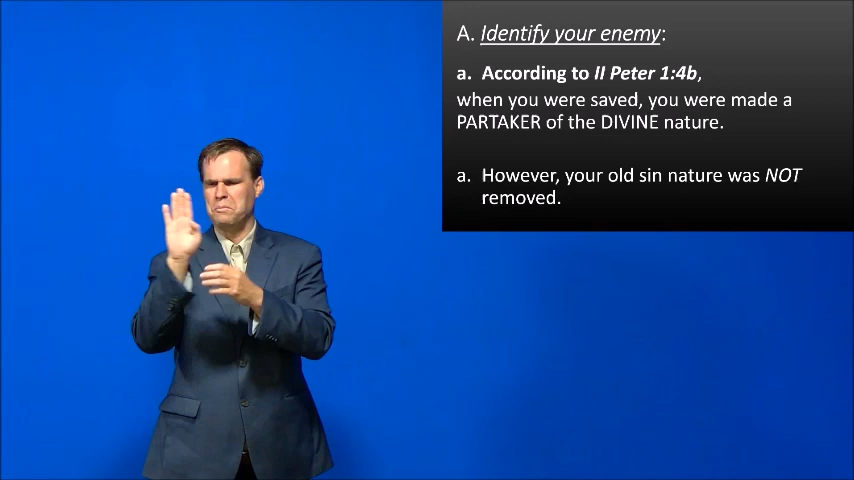 A. Identify your enemy:
a. According to II Peter 1:4b,
when you were saved, you were made a
PARTAKER of the DIVINE nature.
a. However, your old sin nature was NOT
removed.